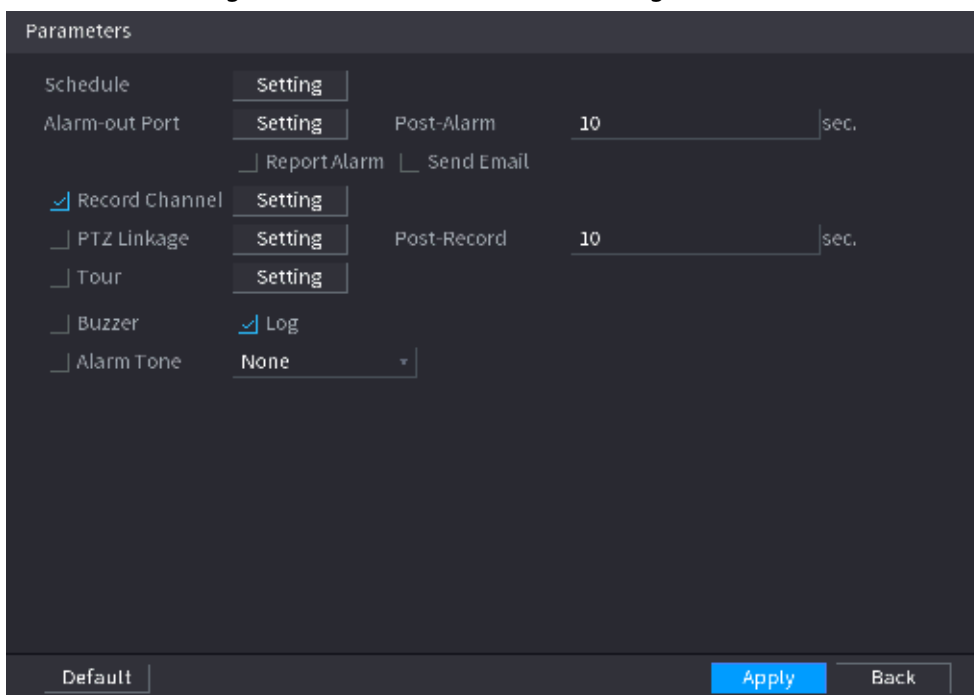 Parameters
Schedule Setting
Alarm-out Port Setting Post-Alarm 10 sec.
Report Alarm Send Email
Record Channel Setting
PTZ Linkage Setting Post-Record 10 sec.
Tour Setting
Buzzer Log
Alarm Tone None
Default Apply Back